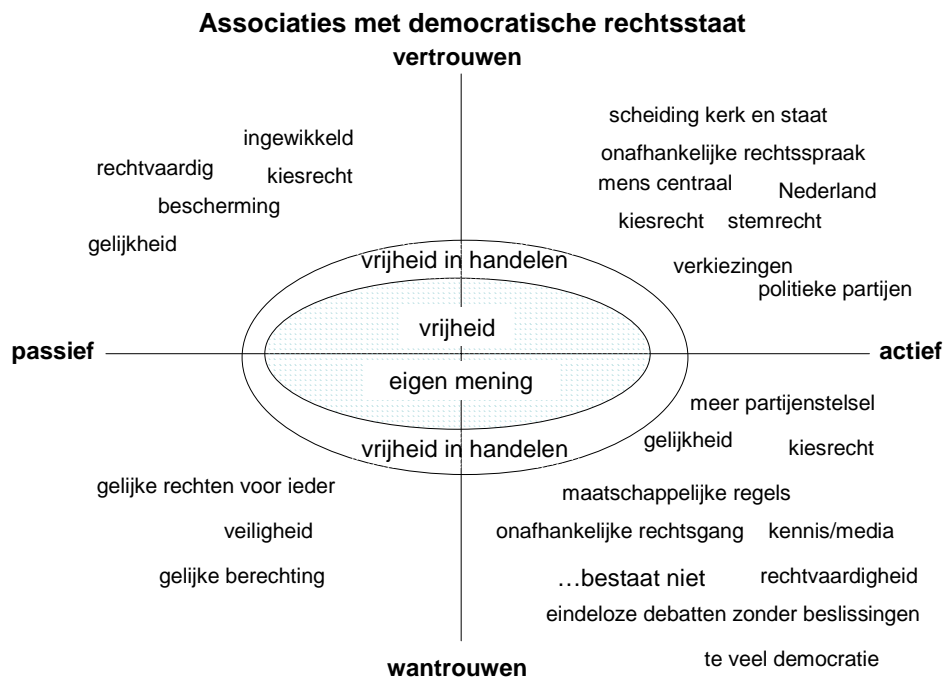 Associaties met democratische rechtsstaat
vertrouwen
scheiding kerk en staat
ingewikkeld
onafhankelijke rechtsspraak
rechtvaardig
kiesrecht
mens centraal
Nederland
bescherming
kiesrecht
stemrecht
gelijkheid
vrijheid in handelen
verkiezingen
politieke partijen
vrijheid
passief
actief
eigen mening
meer partijenstelsel
vrijheid in handelen
gelijkheid
kiesrecht
gelijke rechten voor ieder
maatschappelijke regels
veiligheid
onafhankelijke rechtsgang
kennis/media
gelijke berechting
…bestaat niet
rechtvaardigheid
eindeloze debatten zonder beslissingen
wantrouwen
te veel democratie